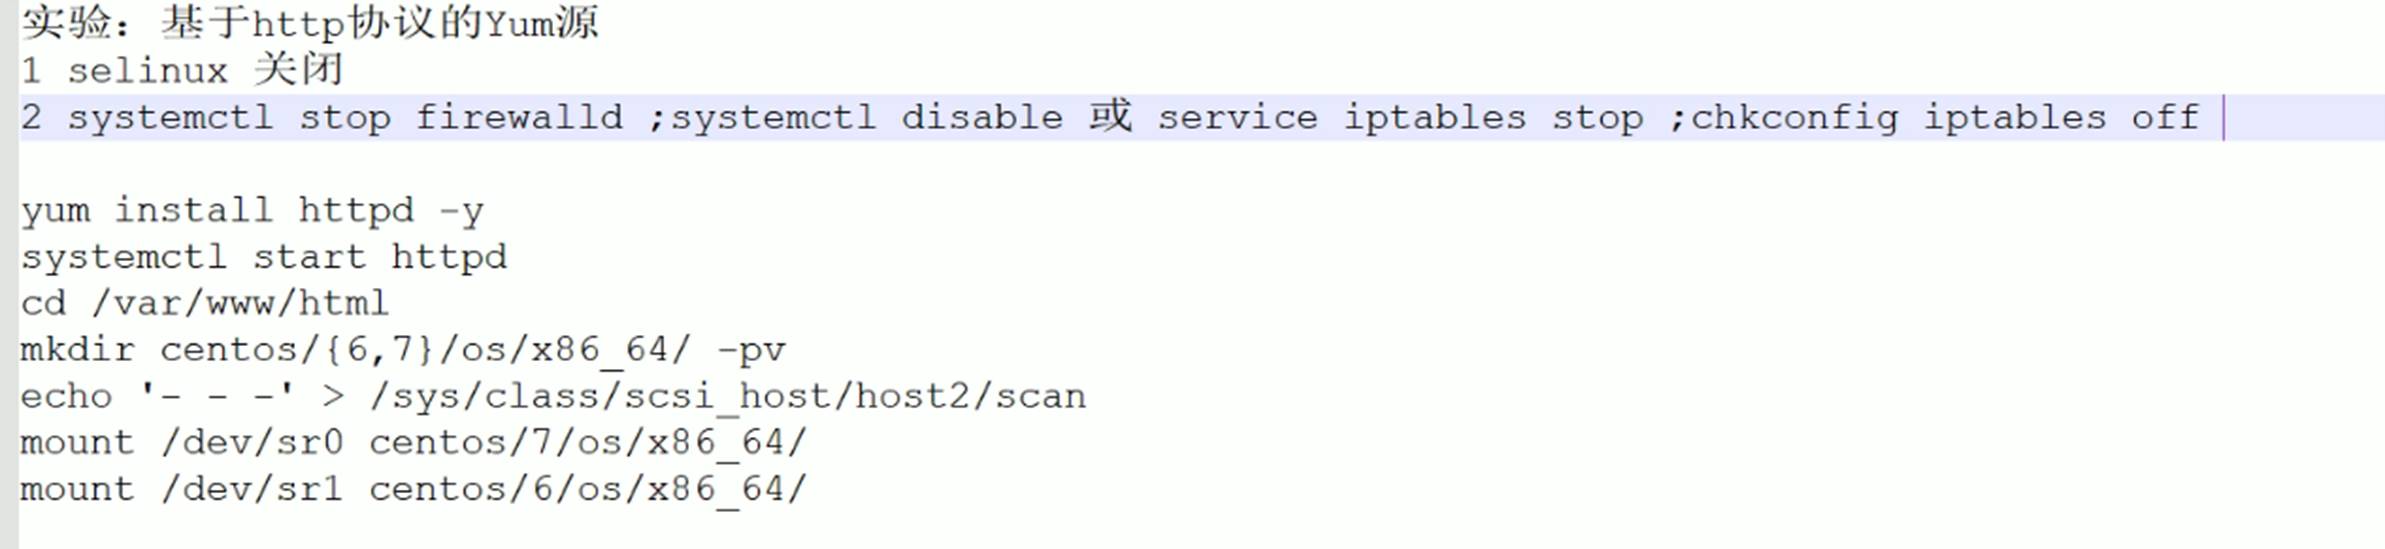 实验：基于http协议的Yum源
1 selinux 关闭
2 systemctl stop firewalld ;systemctl disable 或 service iptables stop ;chkconfig iptables off
yum install httpd -y
systemctl start httpd
cd /var/www/html
mkdir centos/{6,7}/os/x86_64/ -pv
echo '- - -' > /sys/class/scsi_host/host2/scan
mount /dev/sr0 centos/7/os/x86_64/
mount /dev/sr1 centos/6/os/x86_64/